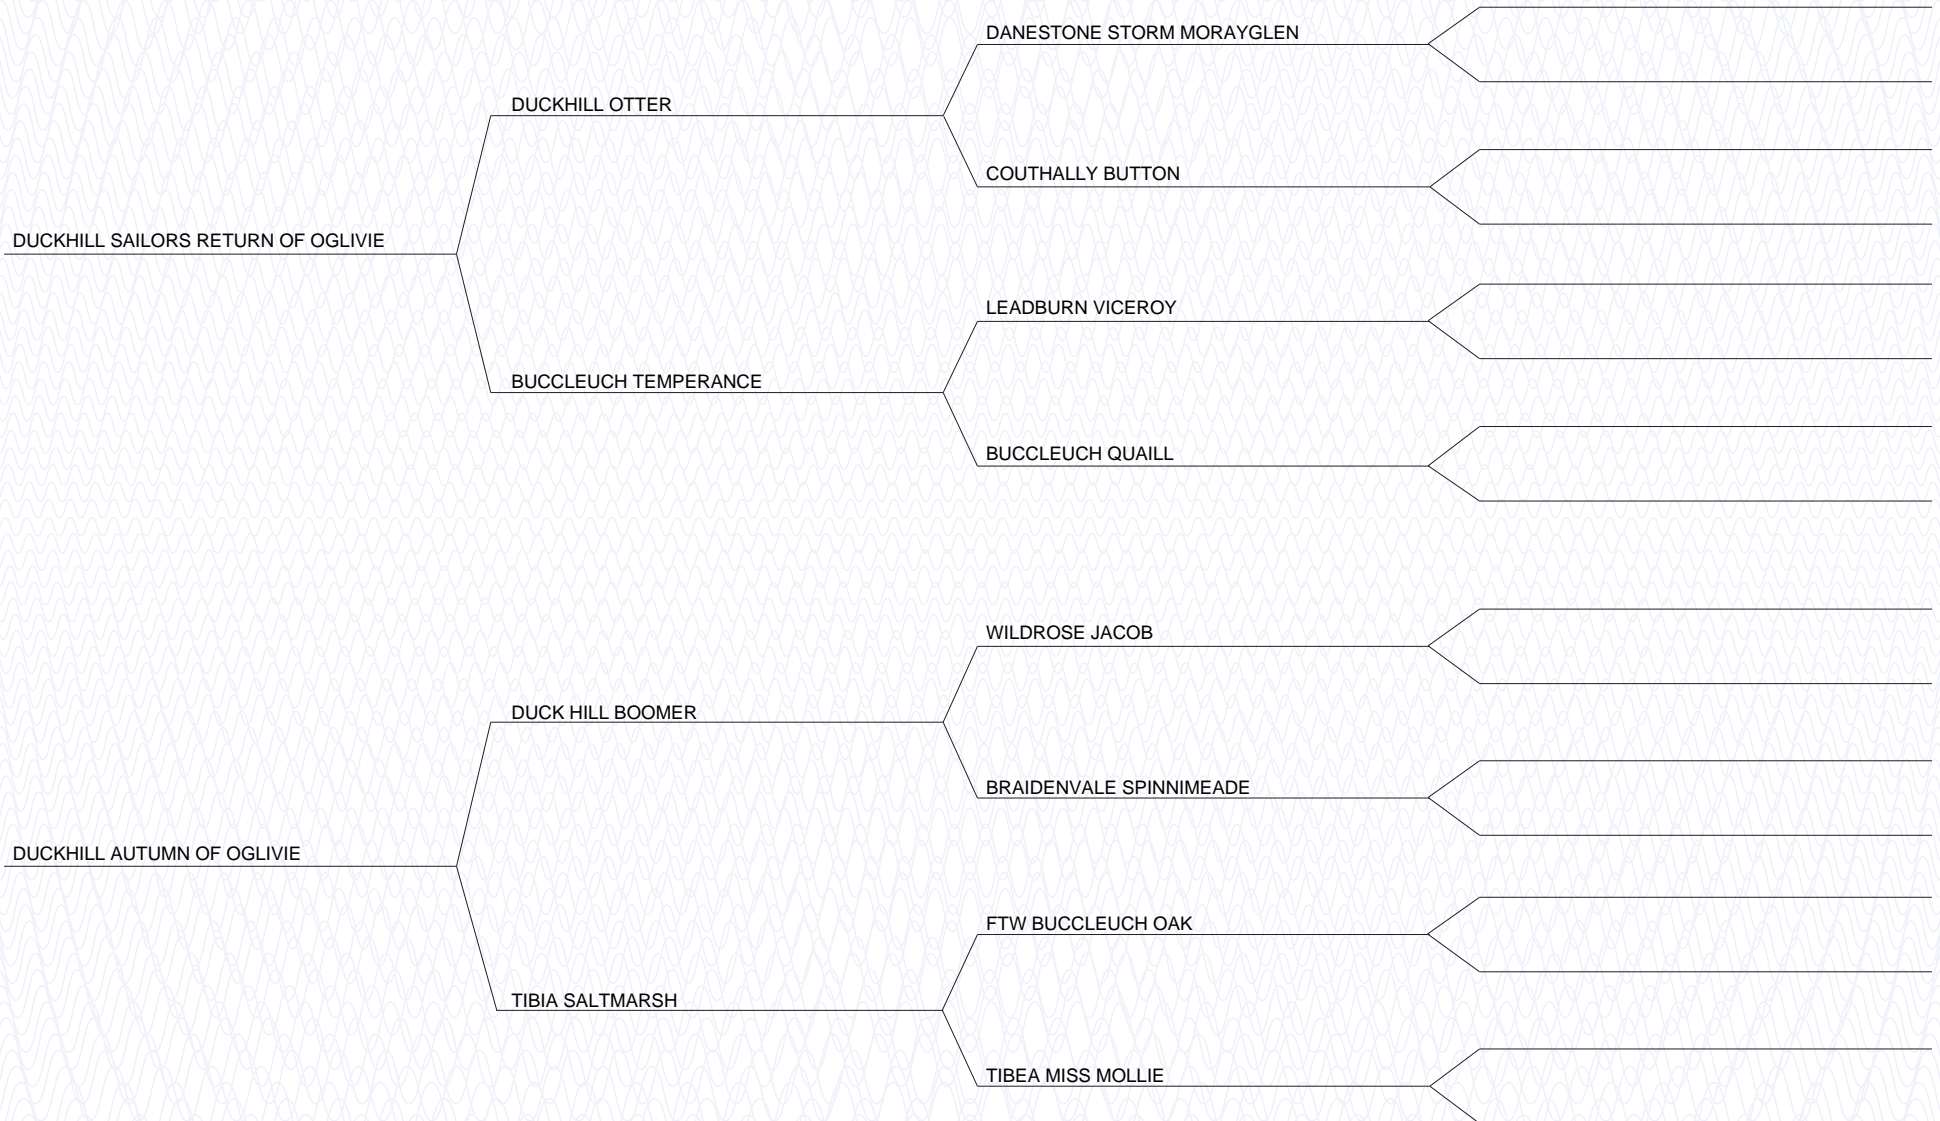 DANESTONE STORM MORAYGLEN
DUCKHILL OTTER
COUTHALLY BUTTON
DUCKHILL SAILORS RETURN OF OGLIVIE
LEADBURN VICEROY
BUCCLEUCH TEMPERANCE
BUCCLEUCH QUAILL
WILDROSE JACOB
DUCK HILL BOOMER
BRAIDENVALE SPINNIMEADE
DUCKHILL AUTUMN OF OGLIVIE
FTW BUCCLEUCH OAK
TIBIA SALTMARSH
TIBEA MISS MOLLIE